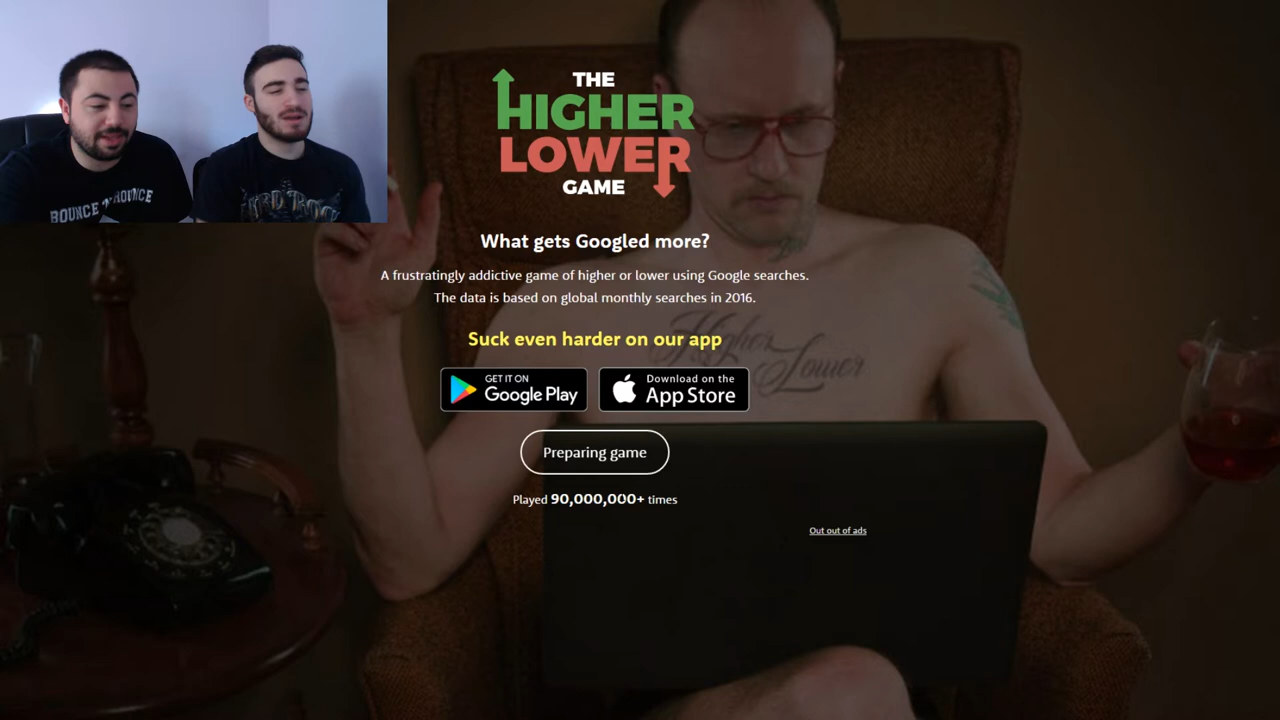 THE
HIGHER
LOWER
GAME
What gets Googled more?
A frustratingly addictive game of higher or lower using Google searches.
The data is based on global monthly searches in 2016.
Suck even harder on our app
GET IT ON
Google Play
Download on the
App Store
Preparing game
Played 90,000,000+ times
Out out of ads
Higher
Lower
BOUNCE